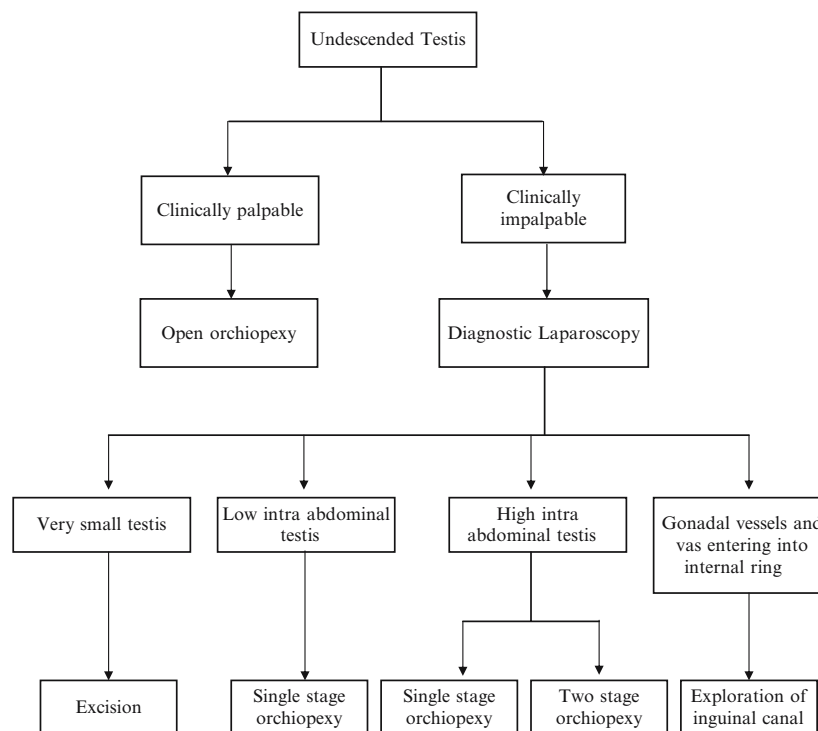 Undescended Testis
Clinically palpable
Clinically
impalpable
Open orchiopexy
Diagnostic Laparoscopy
Very small testis
Low intra abdominal
testis
High intra
abdominal testis
Gonadal vessels and
vas entering into
internal ring
Excision
Single stage
orchiopexy
Single stage
orchiopexy
Two stage
orchiopexy
Exploration of
inguinal canal